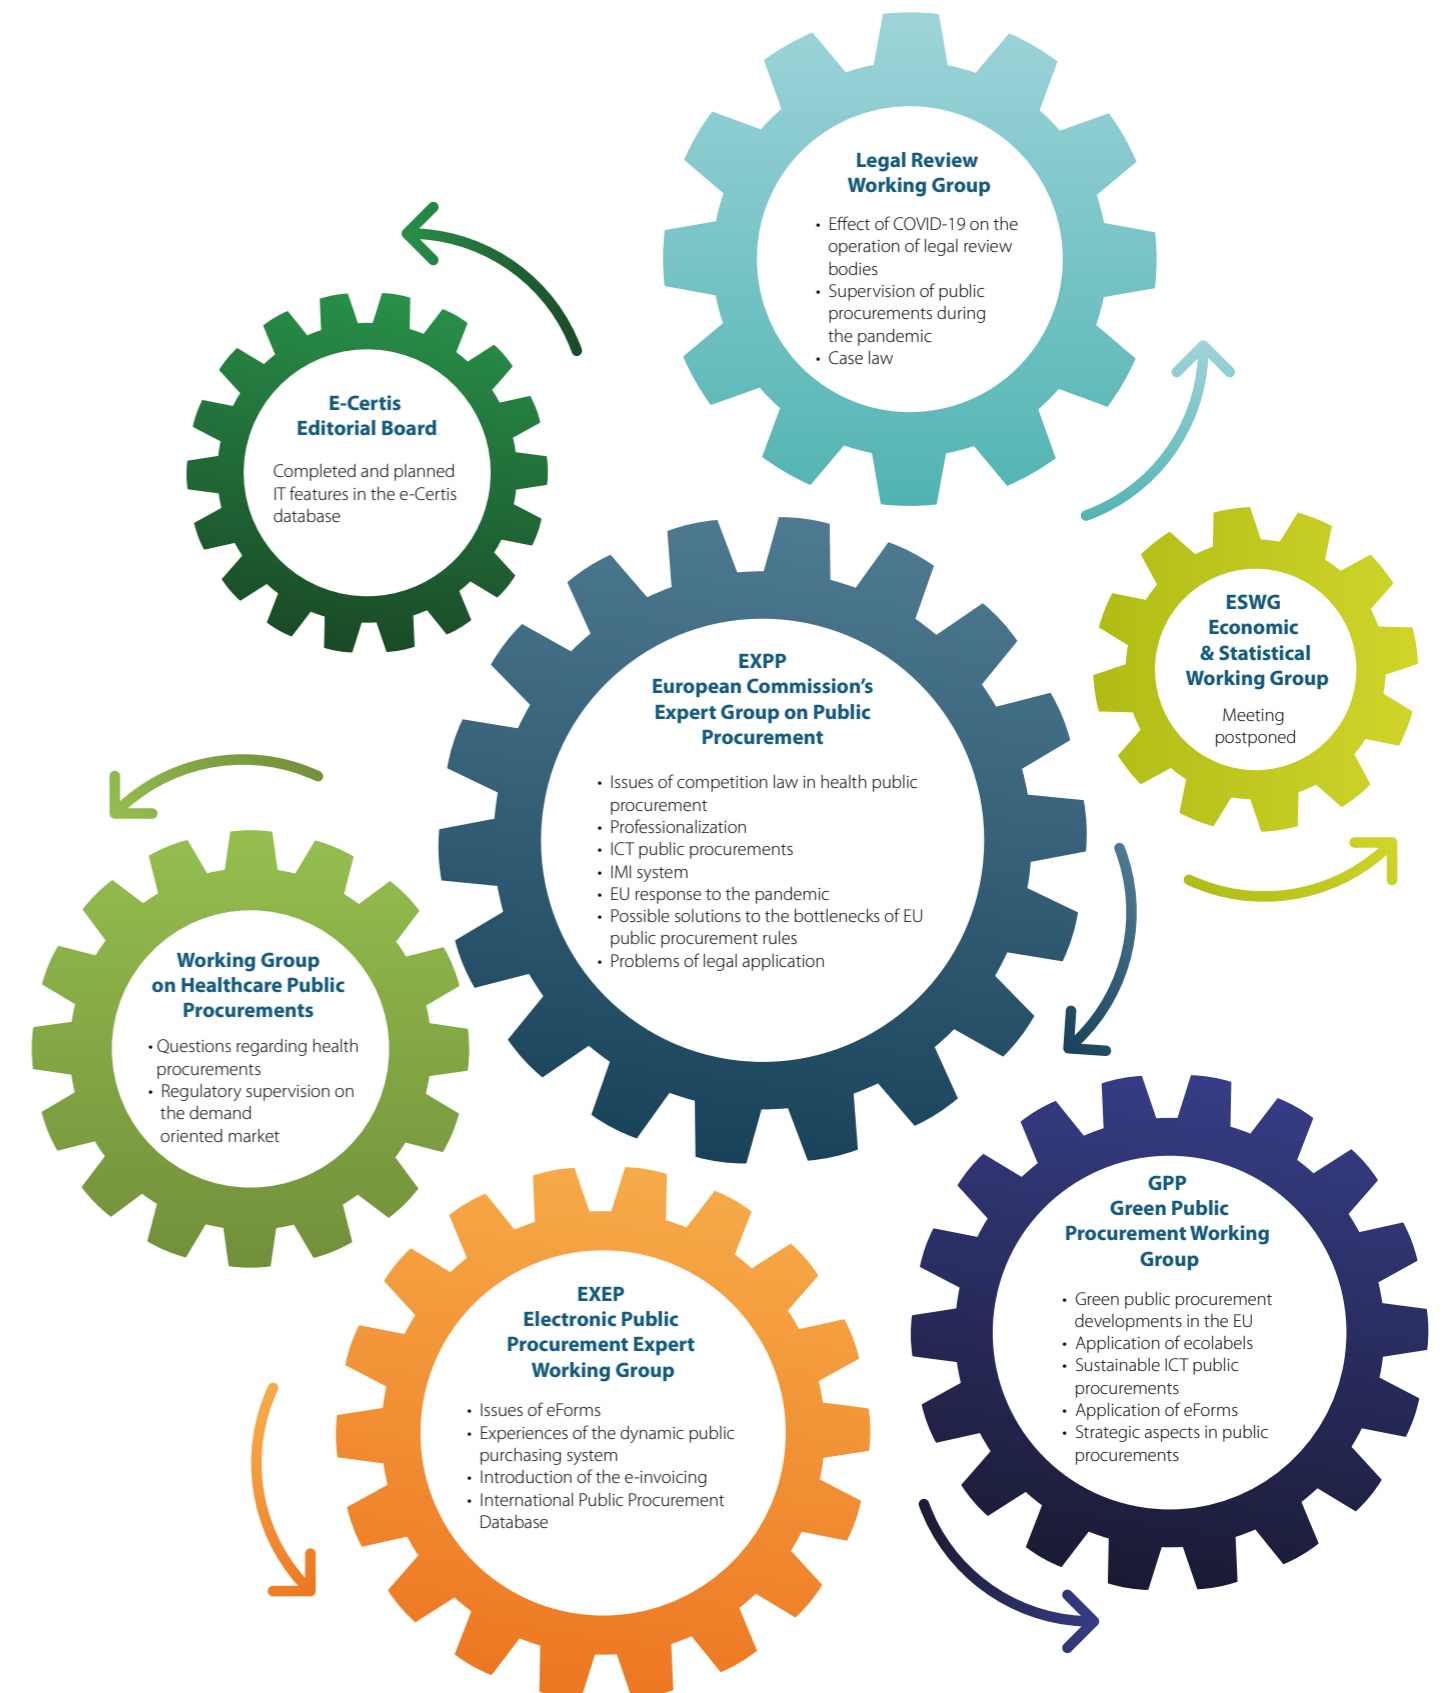 Legal Review
Working Group
• Effect of COVID-19 on the
operation of legal review
bodies
• Supervision of public
procurements during
the pandemic
• Case law
E-Certis
Editorial Board
Completed and planned
IT features in the e-Certis
database
ESWG
Economic
& Statistical
Working Group
Meeting
postponed
EXPP
European Commission’s
Expert Group on Public
Procurement
• Issues of competition law in health public
procurement
• Professionalization
• ICT public procurements
• IMI system
• EU response to the pandemic
• Possible solutions to the bottlenecks of EU
public procurement rules
• Problems of legal application
Working Group
on Healthcare Public
Procurements
• Questions regarding health
procurements
• Regulatory supervision on
the demand
oriented market
GPP
Green Public
Procurement Working
Group
• Green public procurement
developments in the EU
• Application of ecolabels
• Sustainable ICT public
procurements
• Application of eForms
• Strategic aspects in public
procurements
EXEP
Electronic Public
Procurement Expert
Working Group
• Issues of eForms
• Experiences of the dynamic public
purchasing system
• Introduction of the e-invoicing
• International Public Procurement
Database